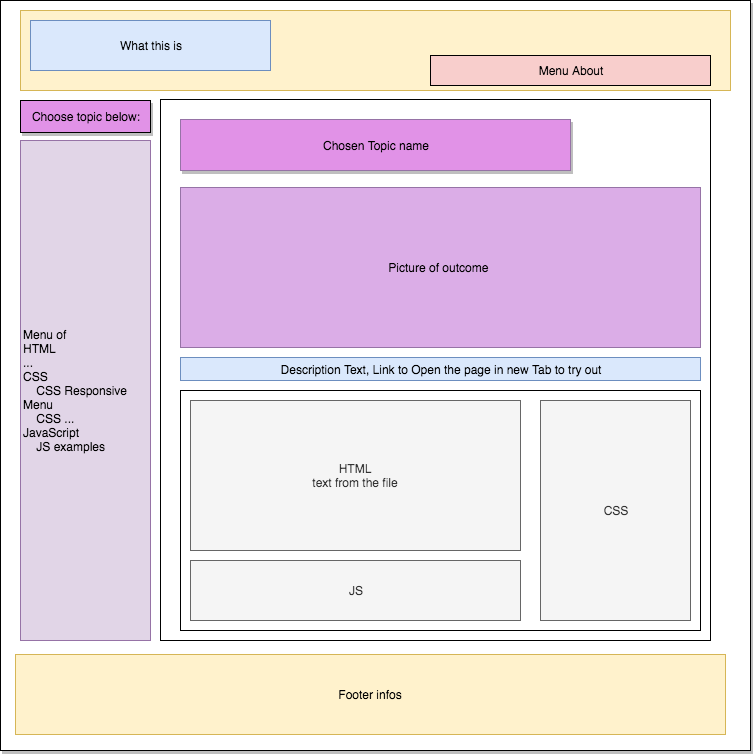 What this is
Menu About
Choose topic below:
Chosen Topic name
Picture of outcome
Menu of
HTML
...
CSS
CSS Responsive
Menu
CSS ...
JavaScript
JS examples
Description Text, Link to Open the page in new Tab to try out
HTML
text from the file
CSS
JS
Footer infos